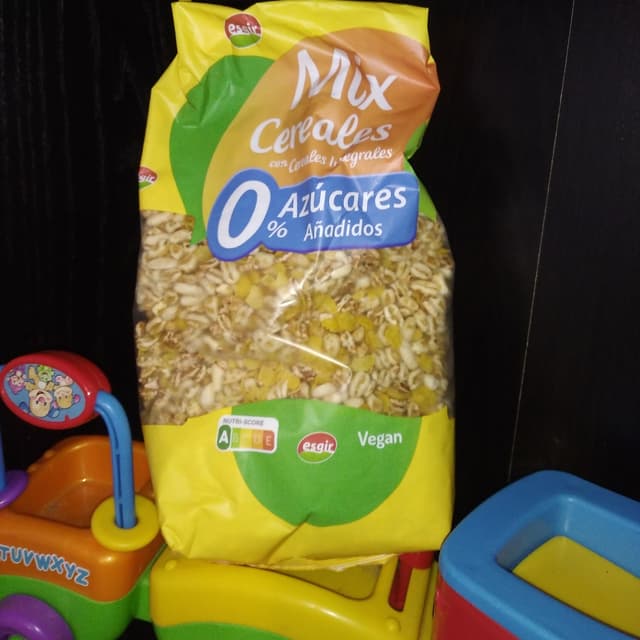 esgir
Mix
Cereales
con Cereales Integrales
esgir
0%
Azúcares
Añadidos
NUTRI-SCORE
A
E
esgir
Vegan
TUVWXYZ